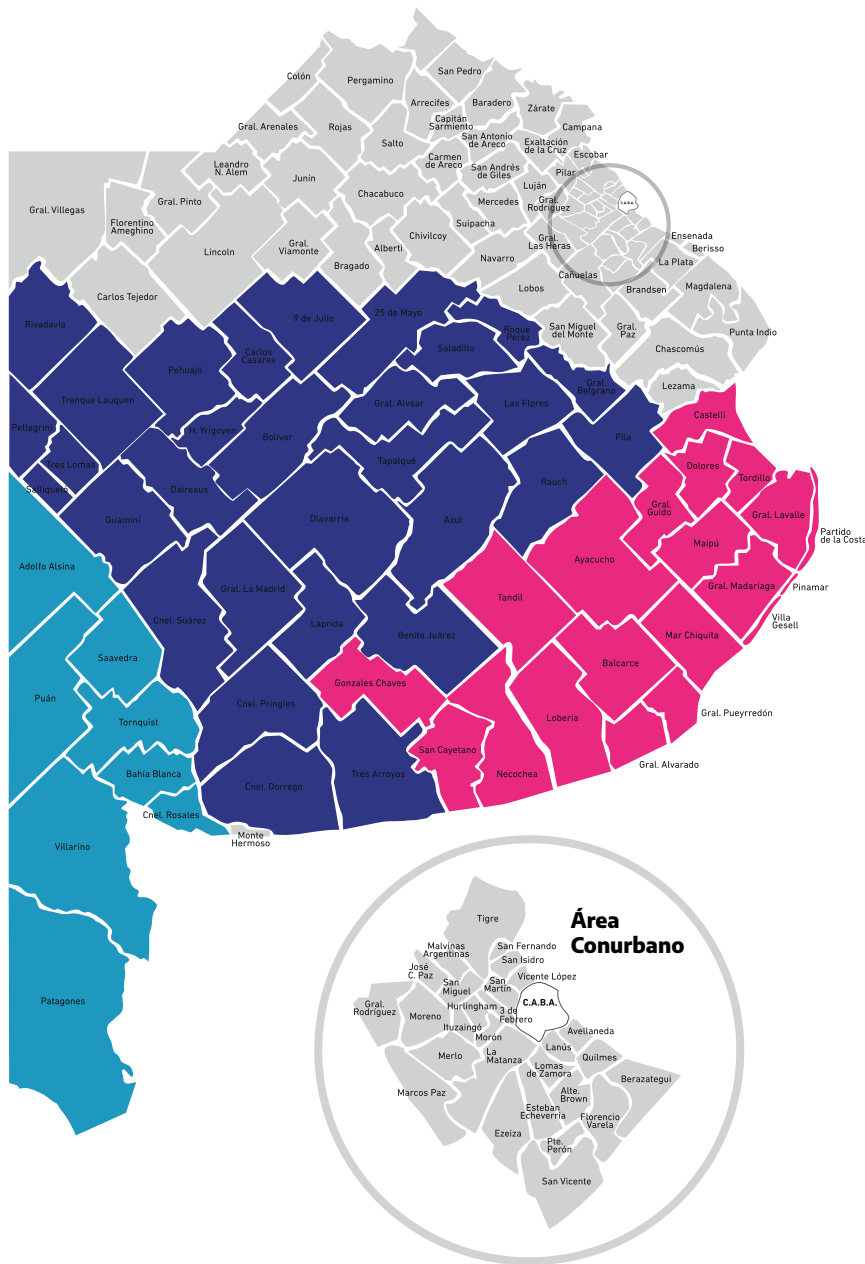 San Pedro
Colón
Pergamino
Arrecifes
Baradero
Zárate
Capitán
Sarmiento
Gral. Arenales
Rojas
Campana
San Antonio
de Areco
Salto
Exaltación
de la Cruz
Escobar
Carmen
de Areco
Leandro
N. Alem
San Andrés
de Giles
Pilar
Junín
Luján
Chacabuco
Gral. Pinto
Mercedes
Gral.
Rodríguez
C.A.B.A.
Gral. Villegas
Florentino
Ameghino
Suipacha
Chivilcoy
Ensenada
Gral.
Viamonte
Gral.
Las Heras
Alberti
Berisso
Lincoln
Navarro
La Plata
Bragado
Cañuelas
Lobos
Brandsen
Magdalena
Carlos Tejedor
9 de Julio
25 de Mayo
Rivadavia
Roque
Pérez
San Miguel
del Monte
Gral.
Paz
Punta Indio
Saladillo
Chascomús
Carlos
Casares
Pehuajó
Lezama
Gral.
Belgrano
Trenque Lauquen
Gral. Alvear
Las Flores
Castelli
Pellegrini
H. Yrigoyen
Bolivar
Pila
Tres Lomas
Tapalqué
Dolores
Salliqueló
Daireaux
Rauch
Tordillo
Gral.
Guido
Guaminí
Olavarría
Azul
Gral. Lavalle
Partido
de la Costa
Maipú
Adolfo Alsina
Ayacucho
Gral. La Madrid
Tandil
Gral. Madariaga
Pinamar
Cnel. Suárez
Laprida
Villa
Gesell
Benito Juárez
Mar Chiquita
Saavedra
Balcarce
Gonzales Chaves
Puán
Cnel. Pringles
Gral. Pueyrredón
Tornquist
Lobería
San Cayetano
Gral. Alvarado
Bahía Blanca
Necochea
Tres Arroyos
Cnel. Dorrego
Cnel. Rosales
Monte
Hermoso
Villarino
Patagones
Área
Conurbano
Tigre
Malvinas
Argentinas
San Fernando
San Isidro
José
C. Paz
Vicente López
San
Miguel
San
Martín
Gral.
Rodríguez
C.A.B.A.
Hurlingham
3 de
Febrero
Moreno
Ituzaingó
Avellaneda
Morón
Lanús
Merlo
La
Matanza
Quilmes
Lomas
de Zamora
Berazategui
Marcos Paz
Alte.
Brown
Esteban
Echeverría
Florencio
Varela
Ezeiza
Pte.
Perón
San Vicente